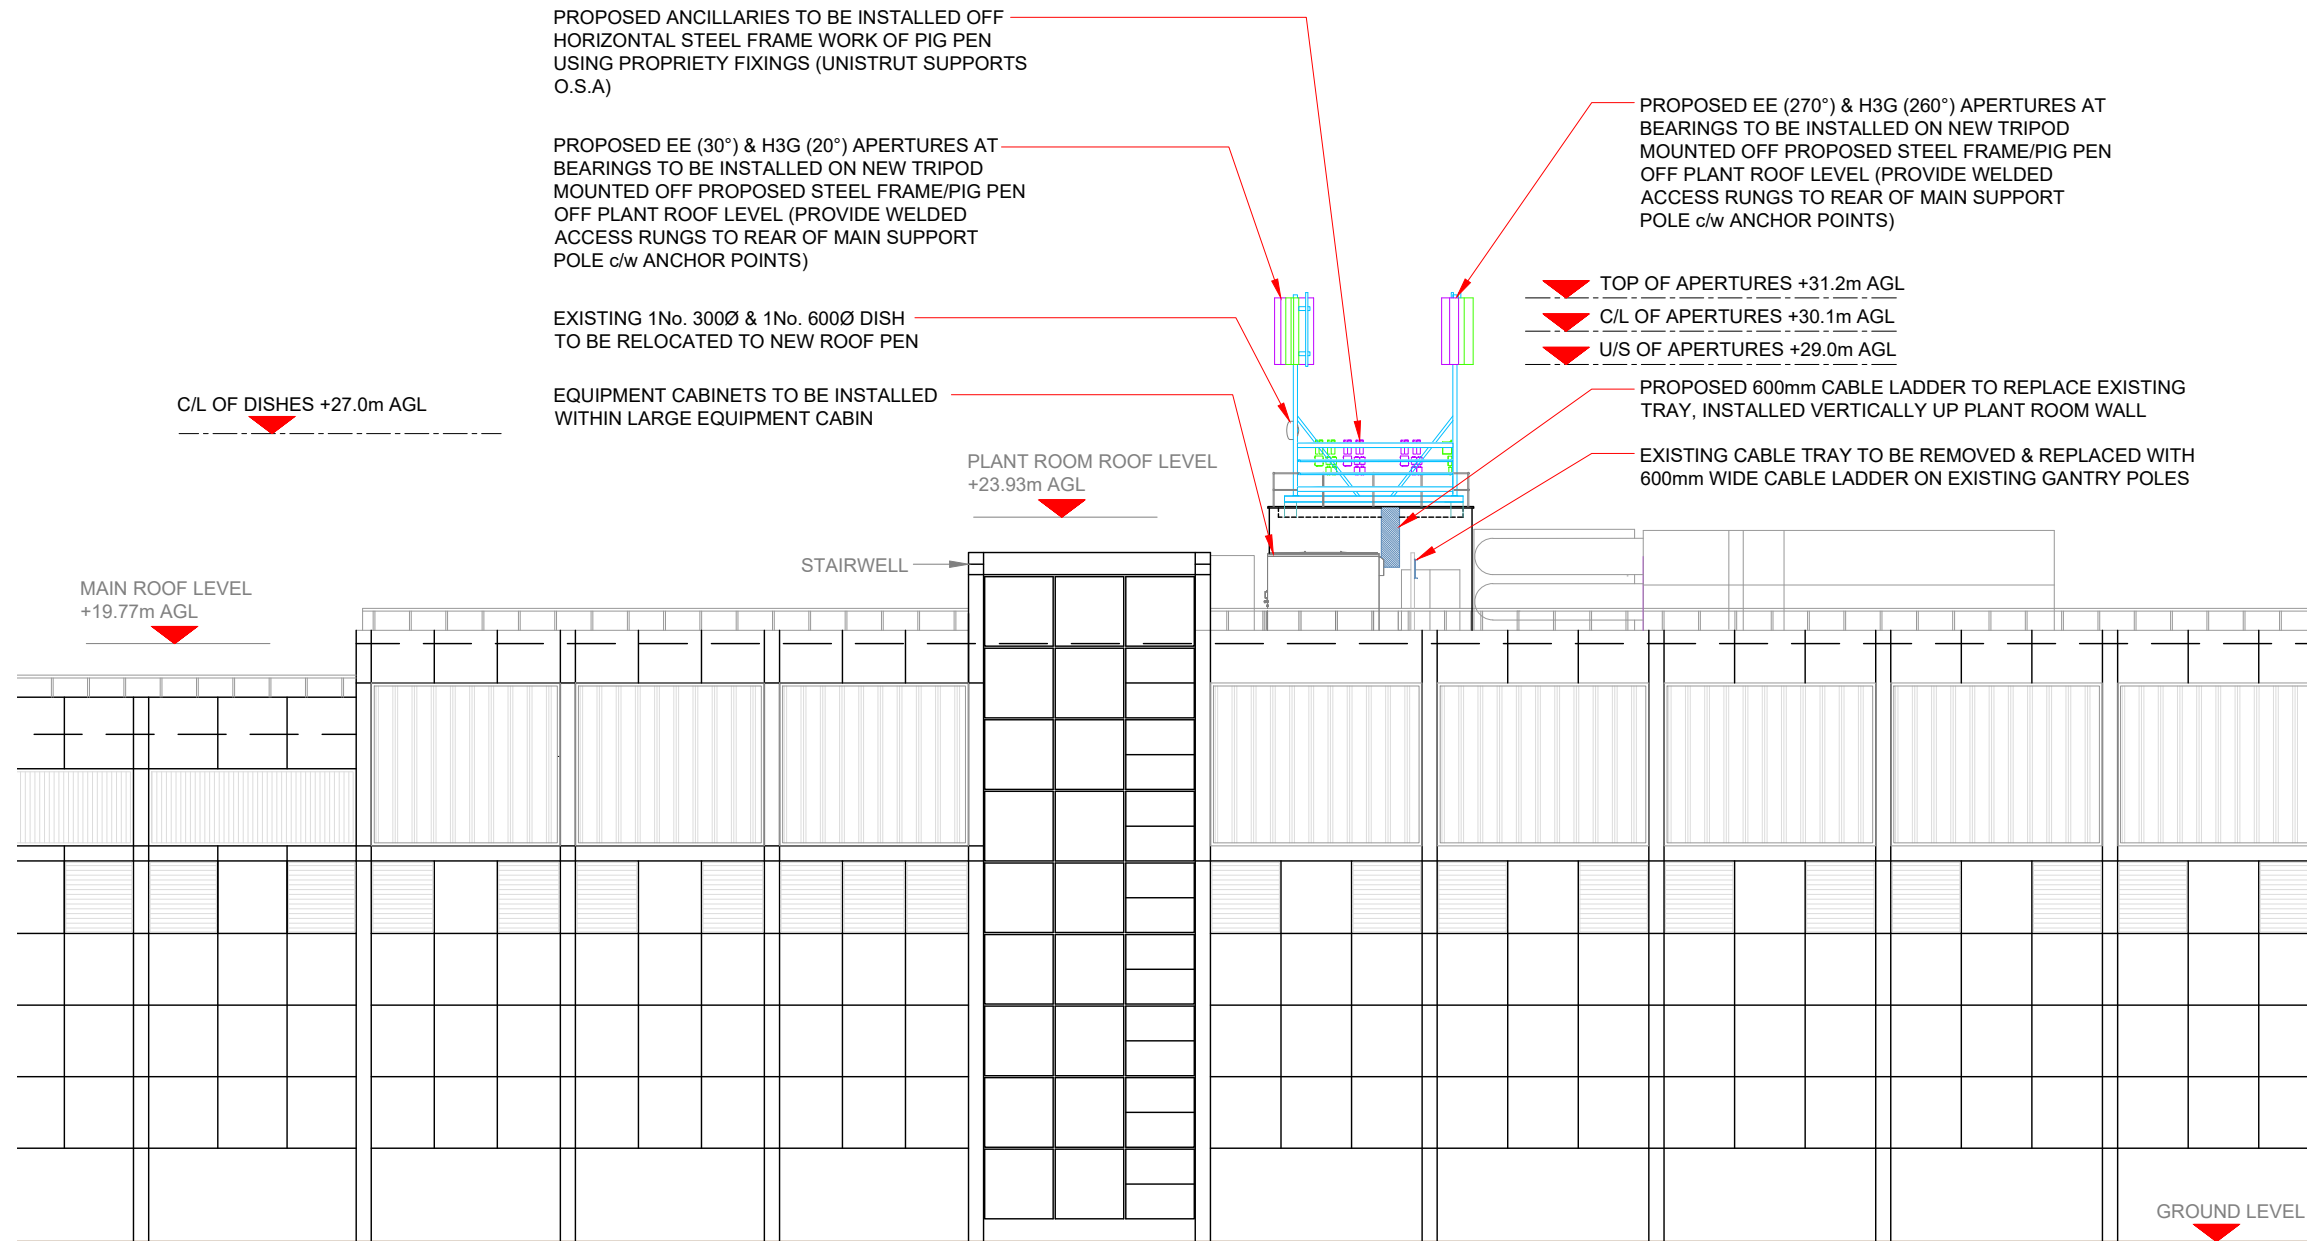 PROPOSED ANCILLARIES TO BE INSTALLED OFF
HORIZONTAL STEEL FRAME WORK OF PIG PEN
USING PROPRIETY FIXINGS (UNISTRUT SUPPORTS
O.S.A)
PROPOSED EE (30°) & H3G (20°) APERTURES AT
BEARINGS TO BE INSTALLED ON NEW TRIPOD
MOUNTED OFF PROPOSED STEEL FRAME/PIG PEN
OFF PLANT ROOF LEVEL (PROVIDE WELDED
ACCESS RUNGS TO REAR OF MAIN SUPPORT
POLE c/w ANCHOR POINTS)
EXISTING 1No. 300Ø & 1No. 600Ø DISH
TO BE RELOCATED TO NEW ROOF PEN
EQUIPMENT CABINETS TO BE INSTALLED
WITHIN LARGE EQUIPMENT CABIN
PROPOSED EE (270°) & H3G (260°) APERTURES AT
BEARINGS TO BE INSTALLED ON NEW TRIPOD
MOUNTED OFF PROPOSED STEEL FRAME/PIG PEN
OFF PLANT ROOF LEVEL (PROVIDE WELDED
ACCESS RUNGS TO REAR OF MAIN SUPPORT
POLE c/w ANCHOR POINTS)
TOP OF APERTURES +31.2m AGL
C/L OF APERTURES +30.1m AGL
U/S OF APERTURES +29.0m AGL
PROPOSED 600mm CABLE LADDER TO REPLACE EXISTING
TRAY, INSTALLED VERTICALLY UP PLANT ROOM WALL
EXISTING CABLE TRAY TO BE REMOVED & REPLACED WITH
600mm WIDE CABLE LADDER ON EXISTING GANTRY POLES
C/L OF DISHES +27.0m AGL
PLANT ROOM ROOF LEVEL
+23.93m AGL
STAIRWELL
MAIN ROOF LEVEL
+19.77m AGL
GROUND LEVEL